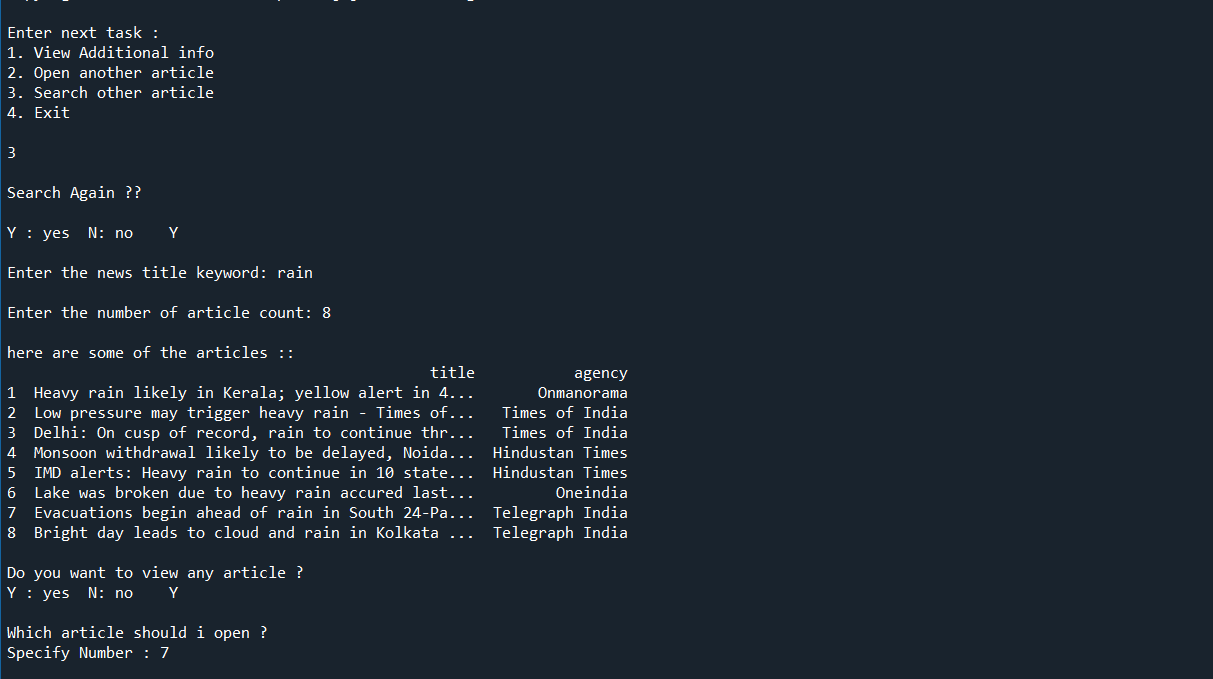 Enter next task :
1. View Additional info
2. Open another article
3. Search other article
4. Exit
3
Search Again ??
Y : yes  N: no    Y
Enter the news title keyword: rain
Enter the number of article count: 8
here are some of the articles ::
title           agency
1  Heavy rain likely in Kerala; yellow alert in 4...       Onmanorama
2  Low pressure may trigger heavy rain - Times of...   Times of India
3  Delhi: On cusp of record, rain to continue thr...   Times of India
4  Monsoon withdrawal likely to be delayed, Noida...  Hindustan Times
5  IMD alerts: Heavy rain to continue in 10 state...  Hindustan Times
6  Lake was broken due to heavy rain accured last...         Oneindia
7  Evacuations begin ahead of rain in South 24-Pa...  Telegraph India
8  Bright day leads to cloud and rain in Kolkata ...  Telegraph India
Do you want to view any article ?
Y : yes  N: no    Y
Which article should i open ?
Specify Number : 7